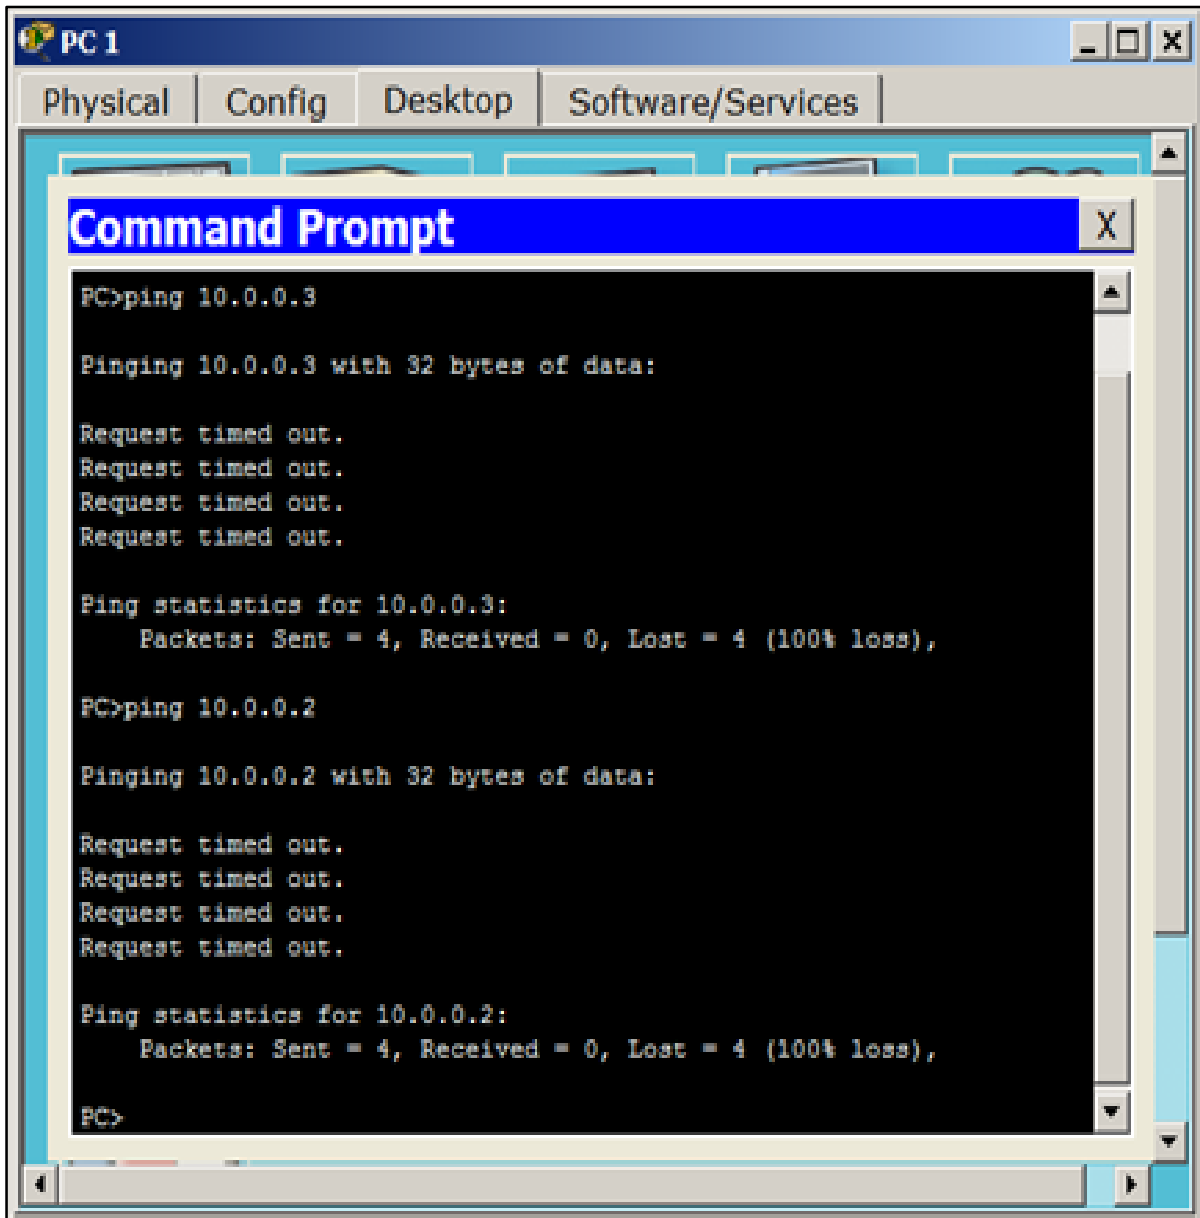 PC 1
Physical Config Desktop Software/Services
Command Prompt X
PC>ping 10.0.0.3
Pinging 10.0.0.3 with 32 bytes of data:
Request timed out.
Request timed out.
Request timed out.
Request timed out.
Ping statistics for 10.0.0.3:
Packets: Sent = 4, Received = 0, Lost = 4 (100% loss),
PC>ping 10.0.0.2
Pinging 10.0.0.2 with 32 bytes of data:
Request timed out.
Request timed out.
Request timed out.
Request timed out.
Ping statistics for 10.0.0.2:
Packets: Sent = 4, Received = 0, Lost = 4 (100% loss),
PC>